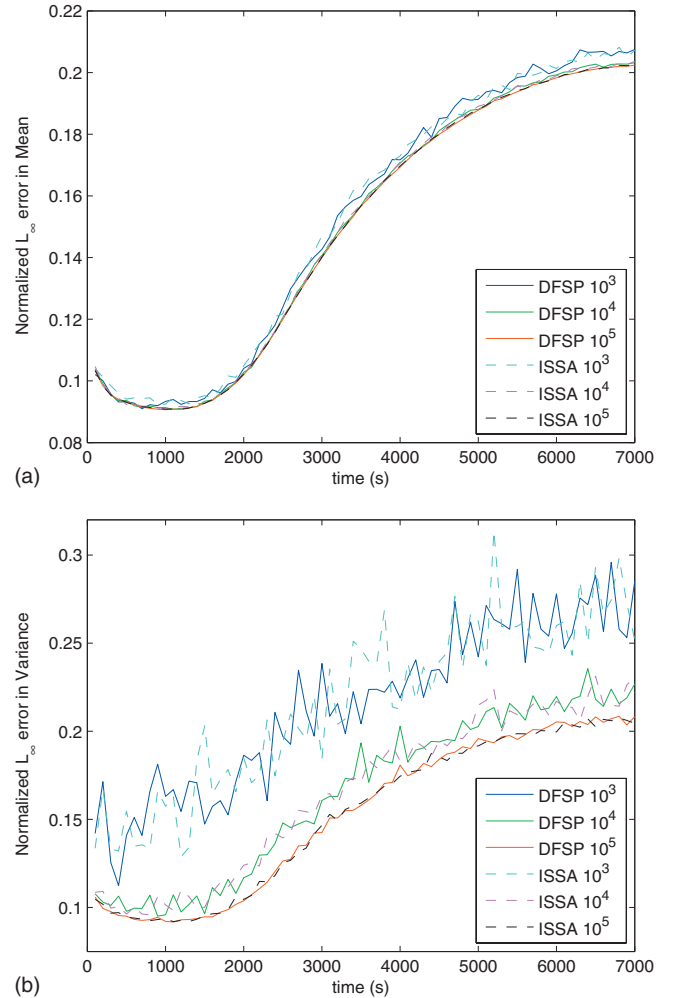 0.22
0.2
0.18
0.16
0.14
0.12
0.1
0.08
Normalized L∞ error in Mean
DFSP 10³
DFSP 10⁴
DFSP 10⁵
ISSA 10³
ISSA 10⁴
ISSA 10⁵
0 1000 2000 3000 4000 5000 6000 7000
time (s)
(a)
0.3
0.25
0.2
0.15
0.1
Normalized L∞ error in Variance
DFSP 10³
DFSP 10⁴
DFSP 10⁵
ISSA 10³
ISSA 10⁴
ISSA 10⁵
0 1000 2000 3000 4000 5000 6000 7000
time (s)
(b)